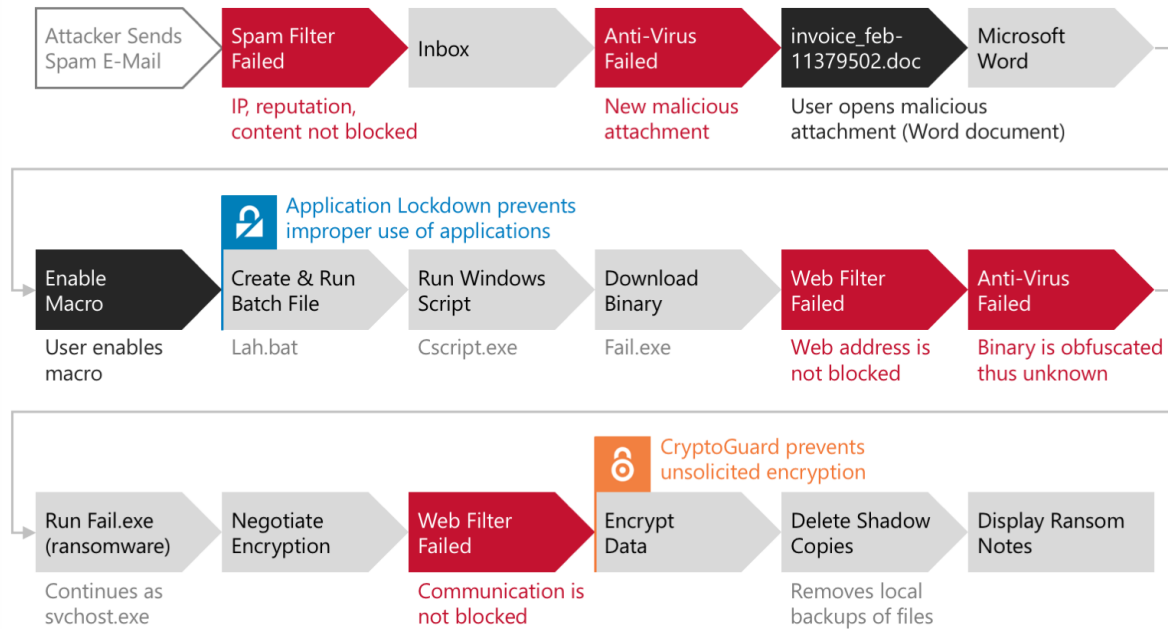 Attacker Sends
Spam E-Mail
Spam Filter
Failed
Inbox
Anti-Virus
Failed
invoice_feb-
11379502.doc
Microsoft
Word
IP, reputation,
content not blocked
New malicious
attachment
User opens malicious
attachment (Word document)
Application Lockdown prevents
improper use of applications
Enable
Macro
Create & Run
Batch File
Run Windows
Script
Download
Binary
Web Filter
Failed
Anti-Virus
Failed
User enables
macro
Lah.bat
Cscript.exe
Fail.exe
Web address is
not blocked
Binary is obfuscated
thus unknown
CryptoGuard prevents
unsolicited encryption
Run Fail.exe
(ransomware)
Negotiate
Encryption
Web Filter
Failed
Encrypt
Data
Delete Shadow
Copies
Display Ransom
Notes
Continues as
svchost.exe
Communication is
not blocked
Removes local
backups of files